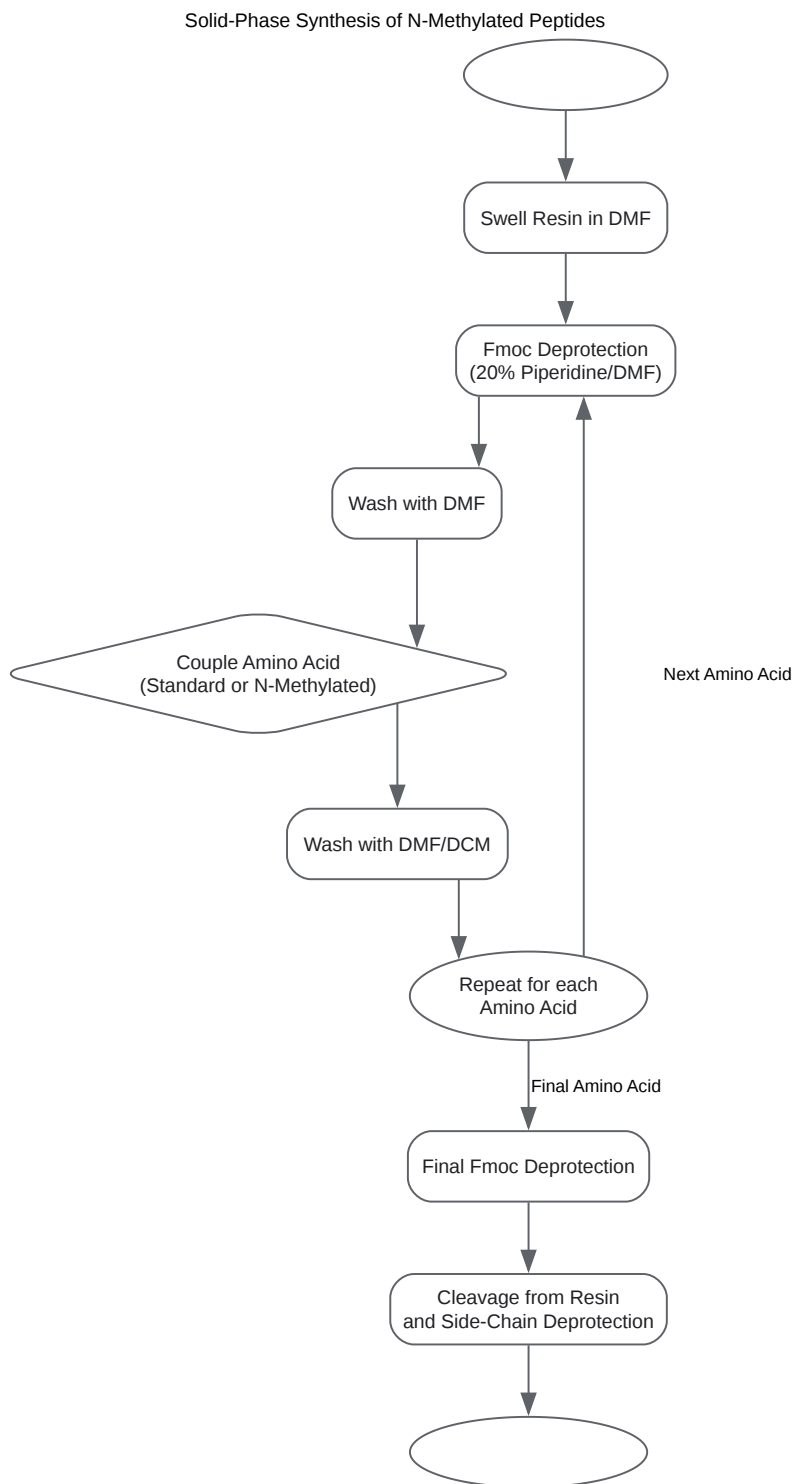 Solid-Phase Synthesis of N-Methylated Peptides
Swell Resin in DMF
Fmoc Deprotection
(20% Piperidine/DMF)
Wash with DMF
Couple Amino Acid
(Standard or N-Methylated)
Next Amino Acid
Wash with DMF/DCM
Repeat for each
Amino Acid
Final Amino Acid
Final Fmoc Deprotection
Cleavage from Resin
and Side-Chain Deprotection